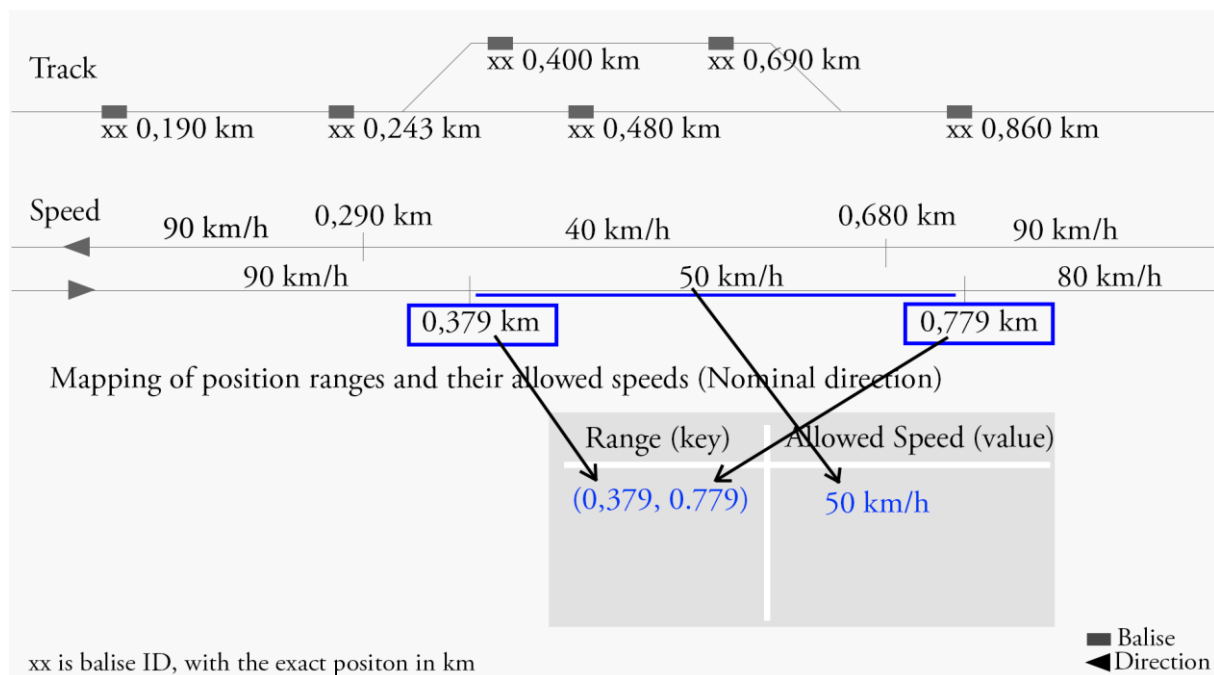 xx 0,400 km
xx 0,690 km
Track
xx 0,190 km
xx 0,243 km
xx 0,480 km
xx 0,860 km
Speed
90 km/h
0,290 km
40 km/h
0,680 km
90 km/h
90 km/h
50 km/h
80 km/h
0,379 km
0,779 km
Mapping of position ranges and their allowed speeds (Nominal direction)
Range (key)
Allowed Speed (value)
(0,379, 0.779)
50 km/h
Balise
Direction
xx is balise ID, with the exact positon in km